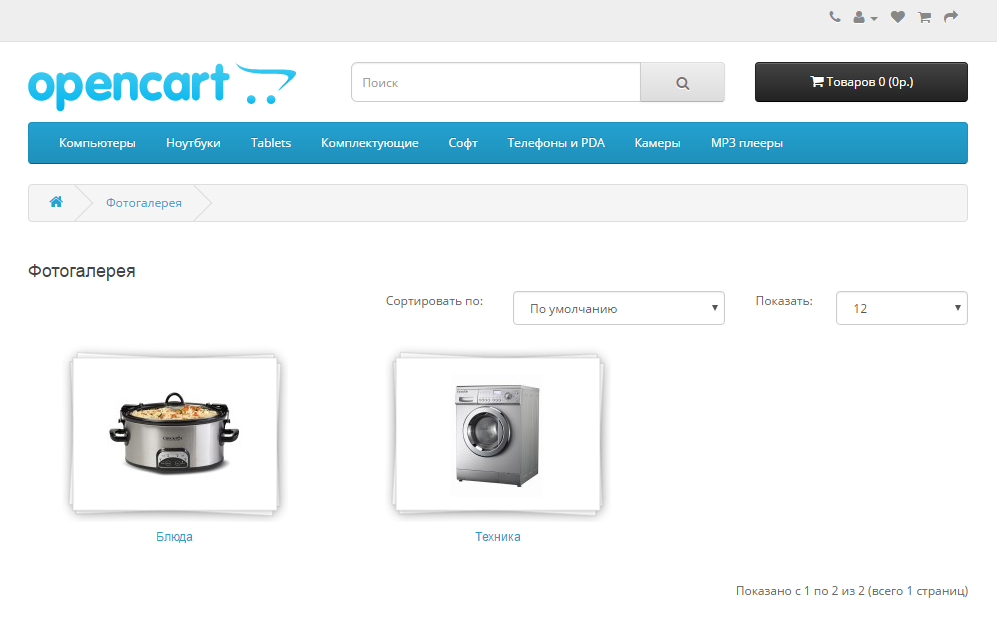 opencart
Поиск
Товаров 0 (0р.)
Компьютеры Ноутбуки Tablets Комплектующие Софт Телефоны и PDA Камеры MP3 плееры
Фотогалерея
Фотогалерея
Сортировать по: По умолчанию Показать: 12
Блюда Техника
Показано с 1 по 2 из 2 (всего 1 страниц)